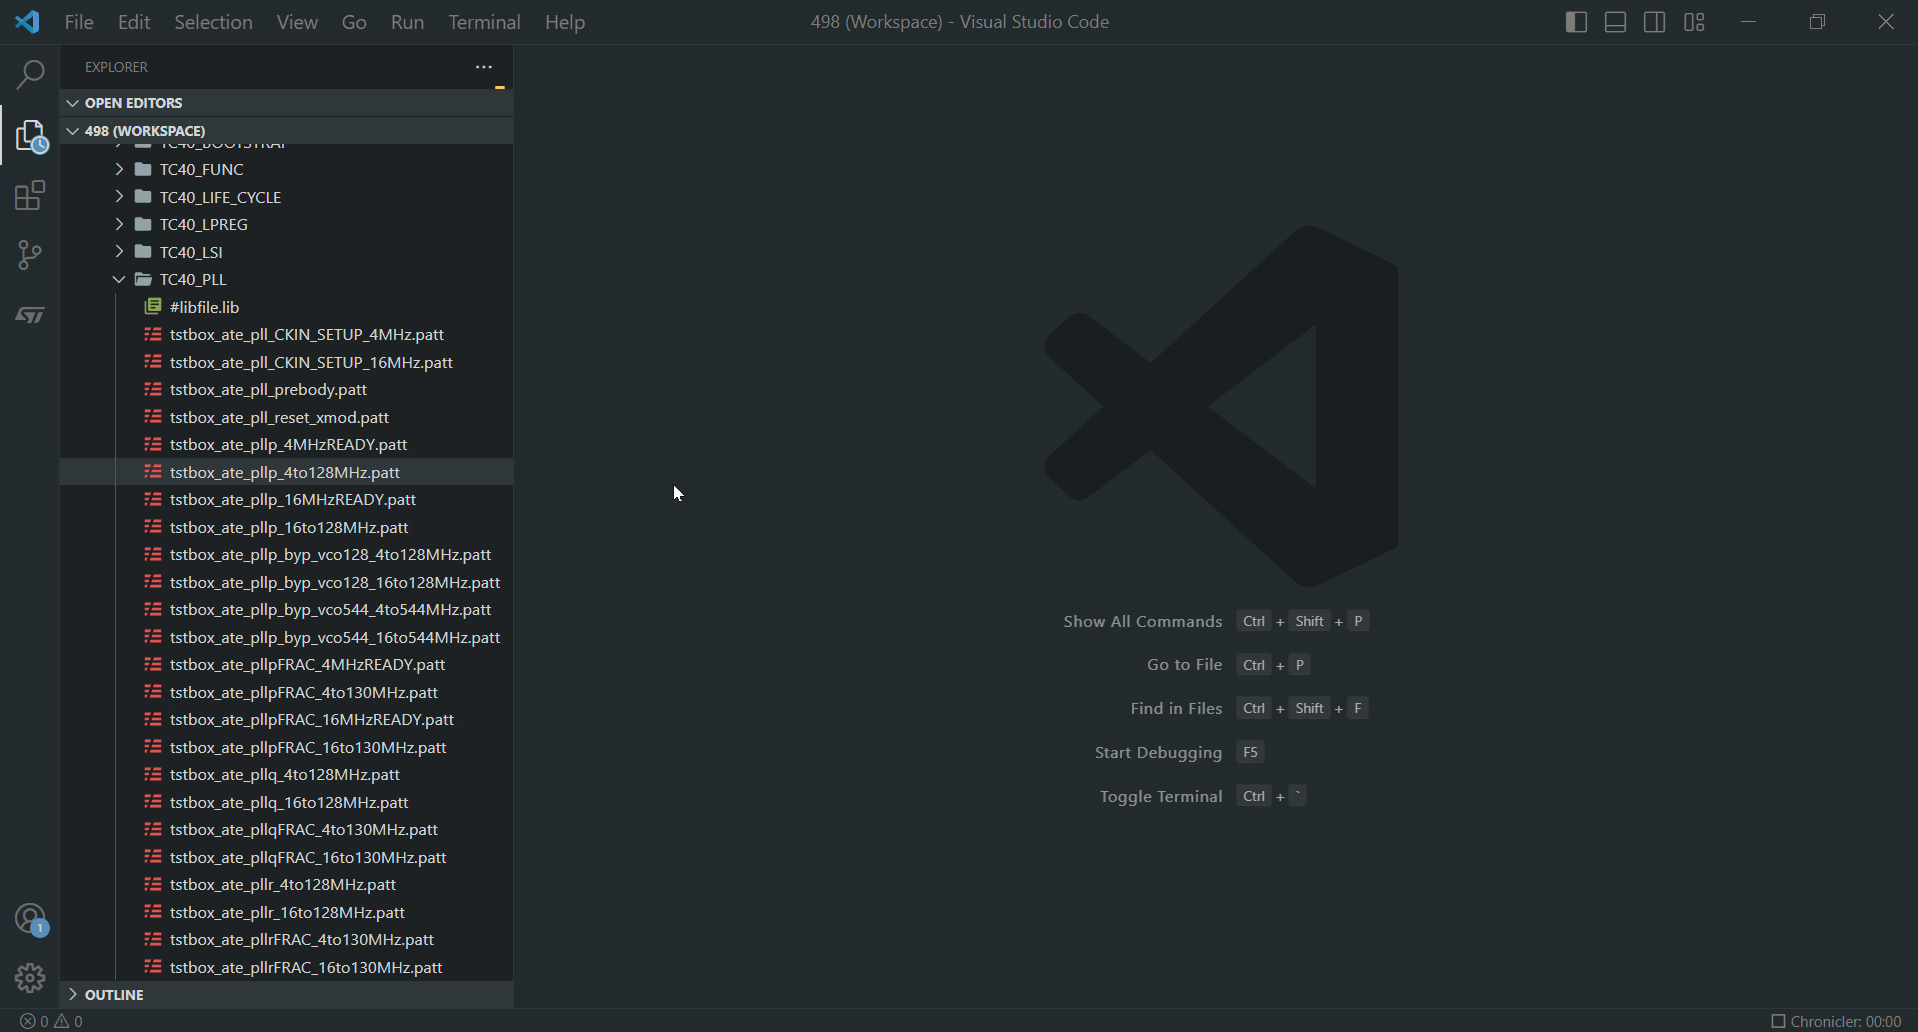 File Edit Selection View Go Run Terminal Help
498 (Workspace) - Visual Studio Code
EXPLORER
OPEN EDITORS
498 (WORKSPACE)
TC40_BOOTSTRAP
TC40_FUNC
TC40_LIFE_CYCLE
TC40_LPREG
TC40_LSI
TC40_PLL
#libfile.lib
tstbox_ate_pll_CKIN_SETUP_4MHz.patt
tstbox_ate_pll_CKIN_SETUP_16MHz.patt
tstbox_ate_pll_prebody.patt
tstbox_ate_pll_reset_xmod.patt
tstbox_ate_pllp_4MHzREADY.patt
tstbox_ate_pllp_4to128MHz.patt
tstbox_ate_pllp_16MHzREADY.patt
tstbox_ate_pllp_16to128MHz.patt
tstbox_ate_pllp_byp_vco128_4to128MHz.patt
tstbox_ate_pllp_byp_vco128_16to128MHz.patt
tstbox_ate_pllp_byp_vco544_4to544MHz.patt
tstbox_ate_pllp_byp_vco544_16to544MHz.patt
tstbox_ate_pllpFRAC_4MHzREADY.patt
tstbox_ate_pllpFRAC_4to130MHz.patt
tstbox_ate_pllpFRAC_16MHzREADY.patt
tstbox_ate_pllpFRAC_16to130MHz.patt
tstbox_ate_pllq_4to128MHz.patt
tstbox_ate_pllq_16to128MHz.patt
tstbox_ate_pllqFRAC_4to130MHz.patt
tstbox_ate_pllqFRAC_16to130MHz.patt
tstbox_ate_pllr_4to128MHz.patt
tstbox_ate_pllr_16to128MHz.patt
tstbox_ate_pllrFRAC_4to130MHz.patt
tstbox_ate_pllrFRAC_16to130MHz.patt
OUTLINE
Show All Commands Ctrl + Shift + P
Go to File Ctrl + P
Find in Files Ctrl + Shift + F
Start Debugging F5
Toggle Terminal Ctrl + `
1
0 0
Chronicler: 00:00